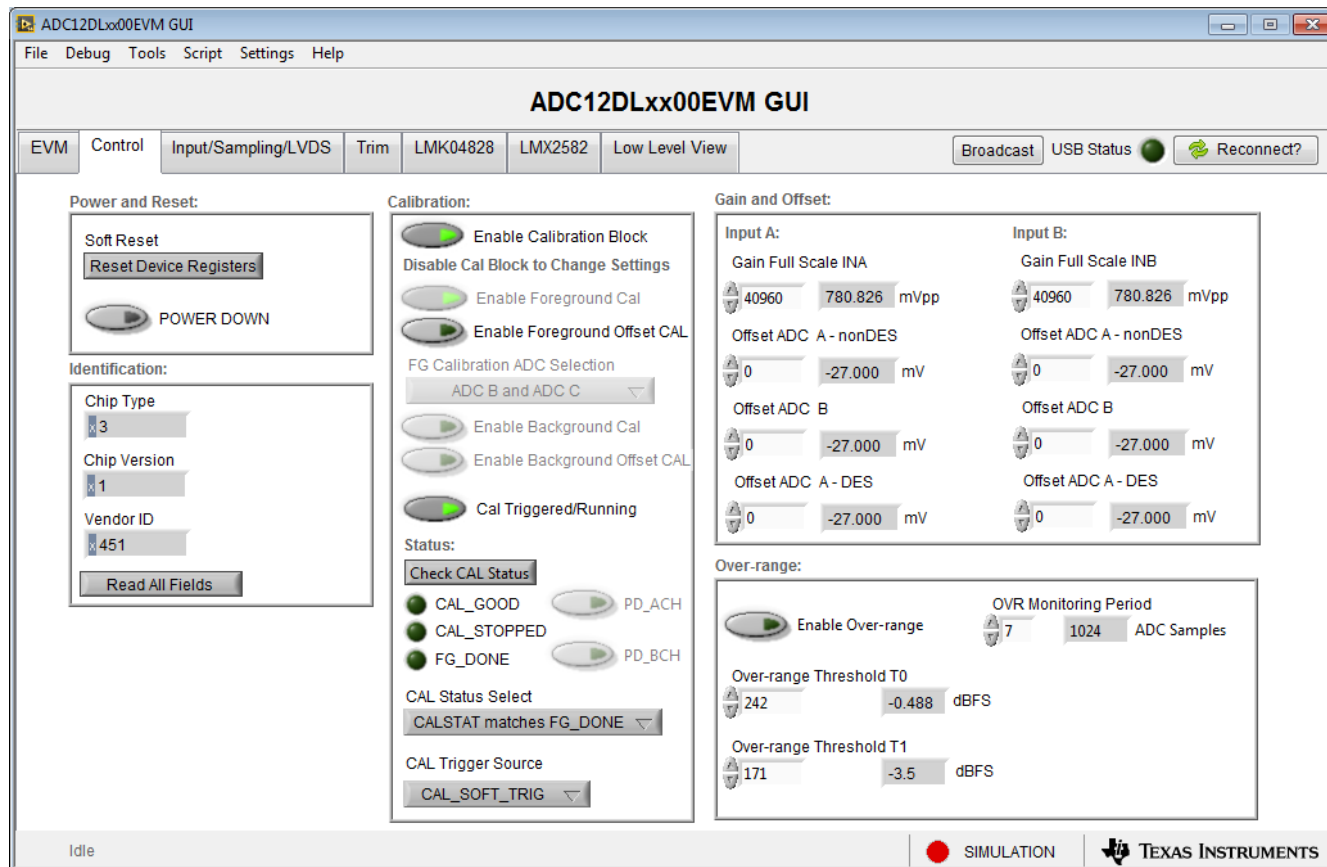 ADC12DLxx00EVM GUI
File Debug Tools Script Settings Help
ADC12DLxx00EVM GUI
EVM Control Input/Sampling/LVDS Trim LMK04828 LMX2582 Low Level View Broadcast USB Status Reconnect?
Power and Reset:
Soft Reset
Reset Device Registers
POWER DOWN
Identification:
Chip Type
x 3
Chip Version
x 1
Vendor ID
x 451
Read All Fields
Calibration:
Enable Calibration Block
Disable Cal Block to Change Settings
Enable Foreground Cal
Enable Foreground Offset CAL
FG Calibration ADC Selection
ADC B and ADC C
Enable Background Cal
Enable Background Offset CAL
Cal Triggered/Running
Status:
Check CAL Status
CAL_GOOD PD_ACH
CAL_STOPPED
FG_DONE PD_BCH
CAL Status Select
CALSTAT matches FG_DONE
CAL Trigger Source
CAL_SOFT_TRIG
Gain and Offset:
Input A:
Gain Full Scale INA
40960 780.826 mVpp
Offset ADC A - nonDES
0 -27.000 mV
Offset ADC B
0 -27.000 mV
Offset ADC A - DES
0 -27.000 mV
Input B:
Gain Full Scale INB
40960 780.826 mVpp
Offset ADC A - nonDES
0 -27.000 mV
Offset ADC B
0 -27.000 mV
Offset ADC A - DES
0 -27.000 mV
Over-range:
Enable Over-range
OVR Monitoring Period
7 1024 ADC Samples
Over-range Threshold T0
242 -0.488 dBFS
Over-range Threshold T1
171 -3.5 dBFS
Idle SIMULATION TEXAS INSTRUMENTS